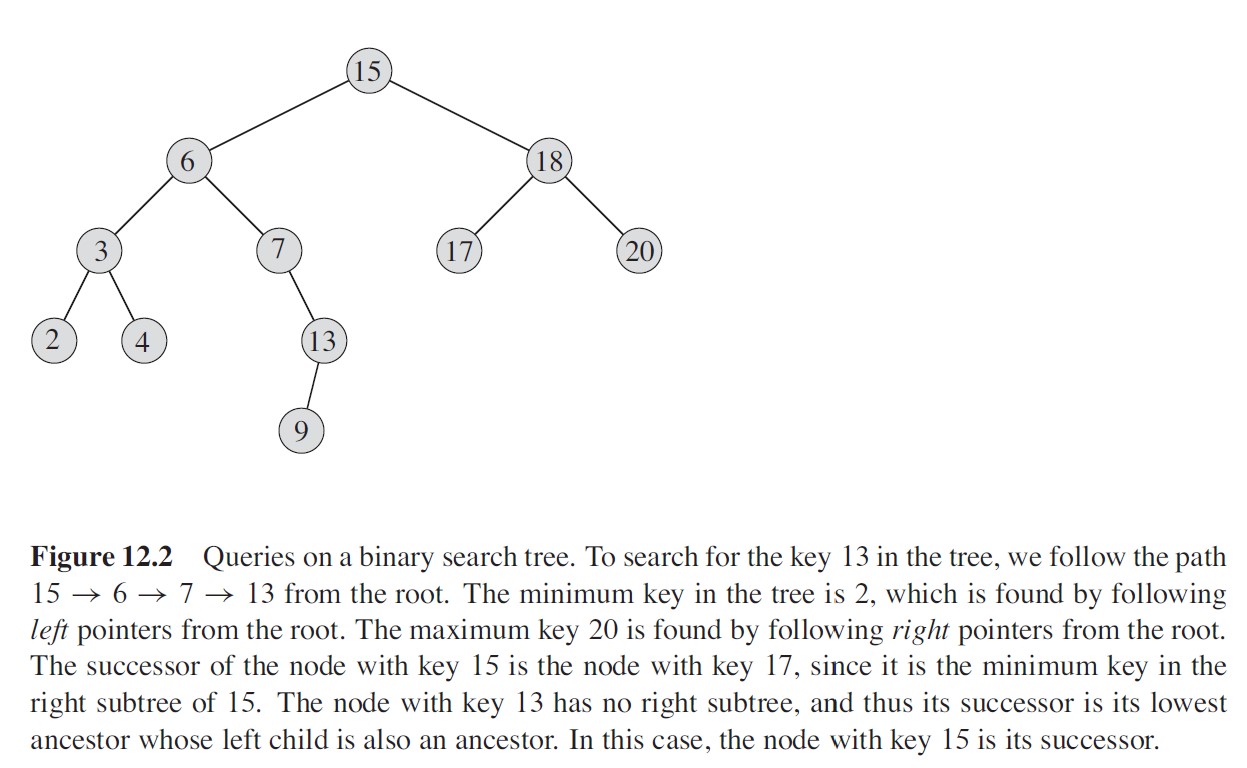 15
6 18
3 7 17 20
2 4 13
9
Figure 12.2 Queries on a binary search tree. To search for the key 13 in the tree, we follow the path
15 → 6 → 7 → 13 from the root. The minimum key in the tree is 2, which is found by following
left pointers from the root. The maximum key 20 is found by following right pointers from the root.
The successor of the node with key 15 is the node with key 17, since it is the minimum key in the
right subtree of 15. The node with key 13 has no right subtree, and thus its successor is its lowest
ancestor whose left child is also an ancestor. In this case, the node with key 15 is its successor.